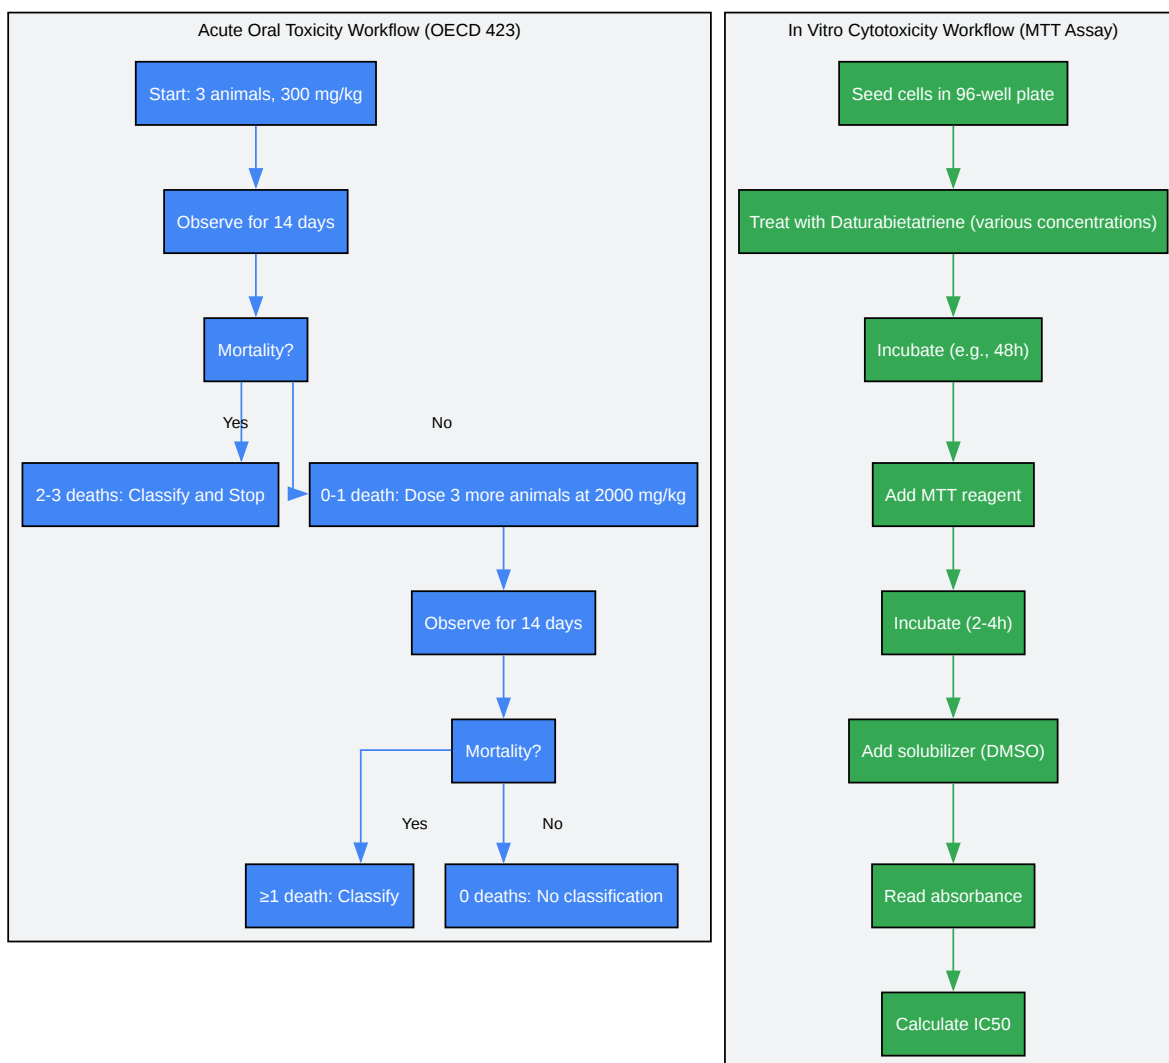 Acute Oral Toxicity Workflow (OECD 423)
Start: 3 animals, 300 mg/kg
Observe for 14 days
Mortality?
Yes
No
2-3 deaths: Classify and Stop
0-1 death: Dose 3 more animals at 2000 mg/kg
Observe for 14 days
Mortality?
Yes
No
≥1 death: Classify
0 deaths: No classification
In Vitro Cytotoxicity Workflow (MTT Assay)
Seed cells in 96-well plate
Treat with Daturabietatriene (various concentrations)
Incubate (e.g., 48h)
Add MTT reagent
Incubate (2-4h)
Add solubilizer (DMSO)
Read absorbance
Calculate IC50